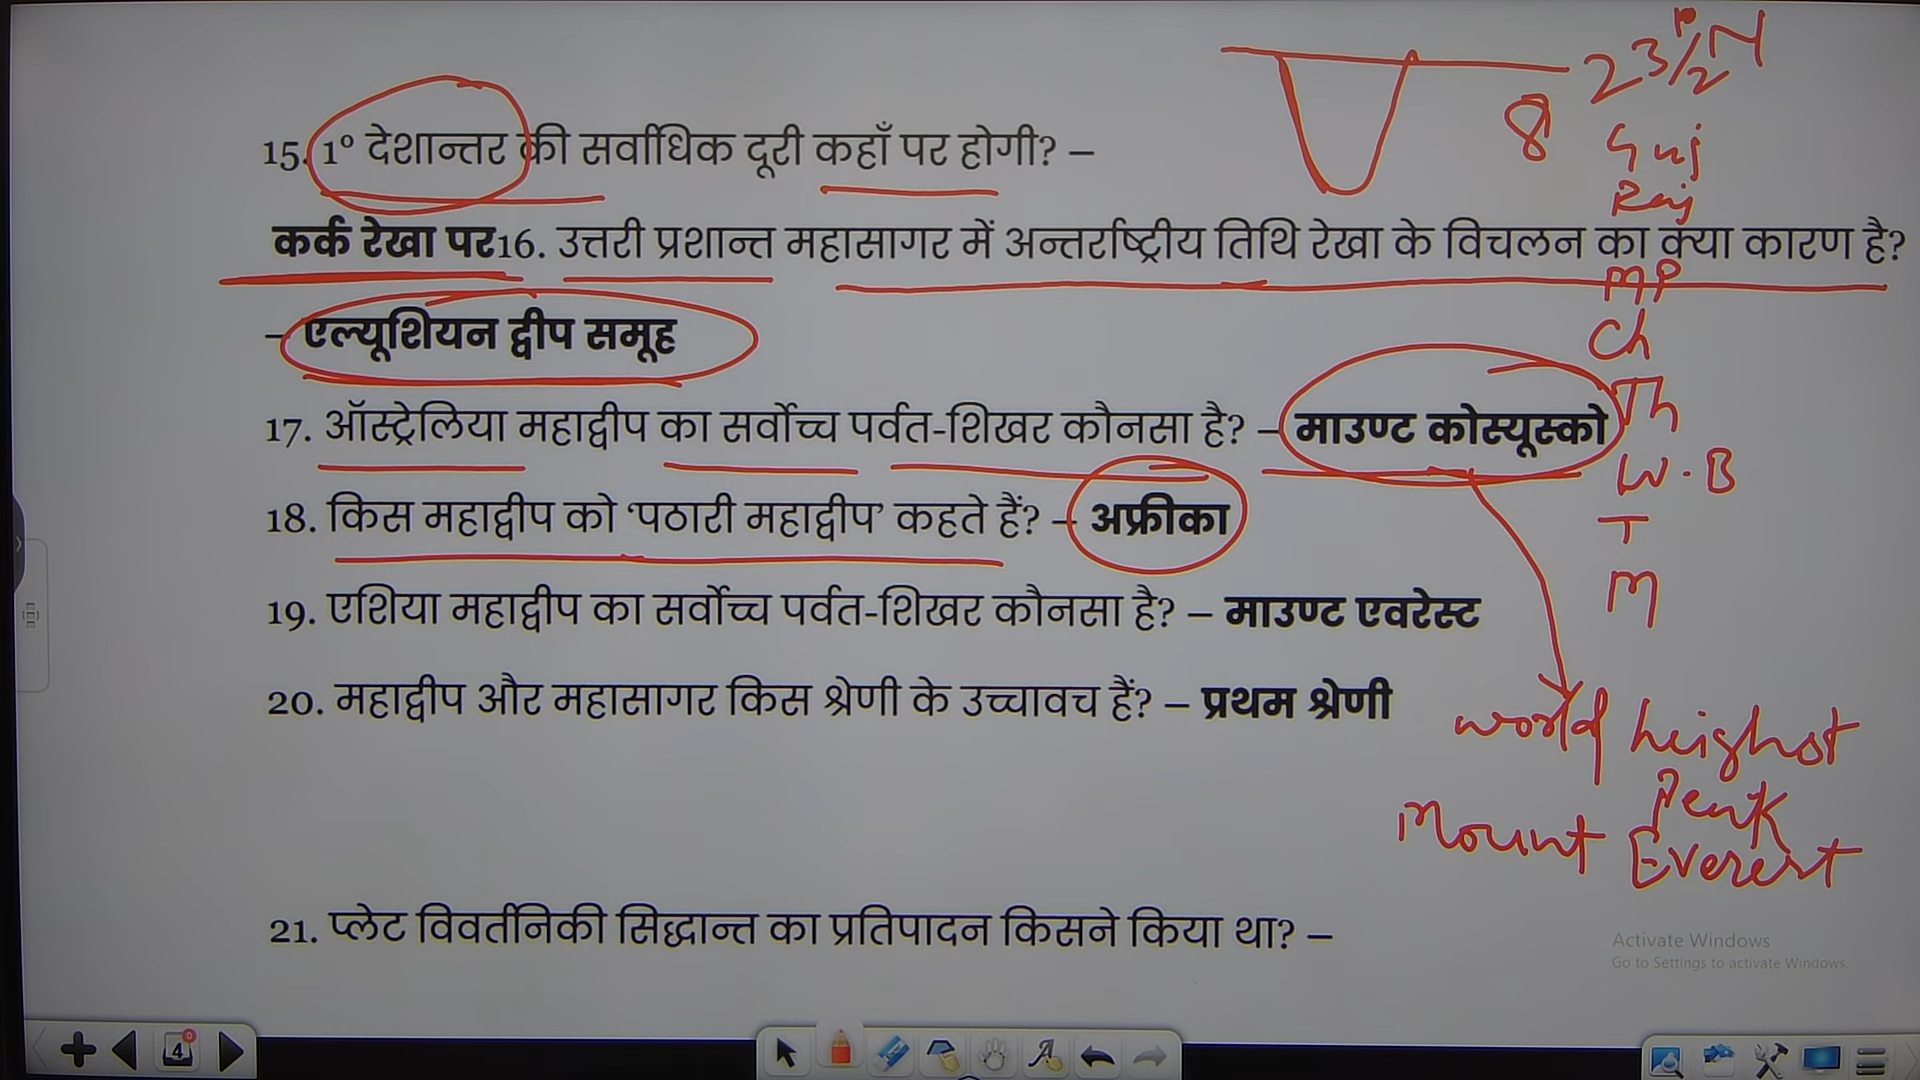 23 1/2 N
8 Guj
Raj
15. 1° देशान्तर की सर्वाधिक दूरी कहाँ पर होगी? –
कर्क रेखा पर16. उत्तरी प्रशान्त महासागर में अन्तर्राष्ट्रीय तिथि रेखा के विचलन का क्या कारण है?
MP
– एल्यूशियन द्वीप समूह
Ch
17. ऑस्ट्रेलिया महाद्वीप का सर्वोच्च पर्वत-शिखर कौनसा है? – माउण्ट कोस्यूस्को
Jh
W.B
18. किस महाद्वीप को ‘पठारी महाद्वीप’ कहते हैं? – अफ्रीका
T
M
19. एशिया महाद्वीप का सर्वोच्च पर्वत-शिखर कौनसा है? – माउण्ट एवरेस्ट
20. महाद्वीप और महासागर किस श्रेणी के उच्चावच हैं? – प्रथम श्रेणी
world heighst
Peak
Mount Everest
21. प्लेट विवर्तनिकी सिद्धान्त का प्रतिपादन किसने किया था? –
Activate Windows
Go to Settings to activate Windows.
4